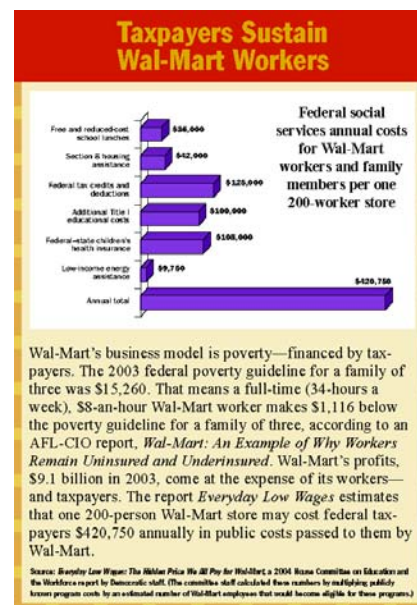 Taxpayers Sustain
Wal-Mart Workers
Federal social
services annual costs
for Wal-Mart
workers and family
members per one
200-worker store
Free and reduced-cost
school lunches
$36,000
Section 8 housing
assistance
$42,000
Federal tax credits and
deductions
$125,000
Additional Title I
educational costs
$100,000
Federal–state children's
health insurance
$108,000
Low-income energy
assistance
$9,750
Annual total
$420,750
Wal-Mart's business model is poverty—financed by tax-
payers. The 2003 federal poverty guideline for a family of
three was $15,260. That means a full-time (34-hours a
week), $8-an-hour Wal-Mart worker makes $1,116 below
the poverty guideline for a family of three, according to an
AFL-CIO report, Wal-Mart: An Example of Why Workers
Remain Uninsured and Underinsured. Wal-Mart's profits,
$9.1 billion in 2003, come at the expense of its workers—
and taxpayers. The report Everyday Low Wages estimates
that one 200-person Wal-Mart store may cost federal tax-
payers $420,750 annually in public costs passed to them by
Wal-Mart.
Source: Everyday Low Wages: The Hidden Price We All Pay for Wal-Mart, a 2004 House Committee on Education and
the Workforce report by Democratic staff. (The committee staff calculated these numbers by multiplying publicly
known program costs by an estimated number of Wal-Mart employees that would become eligible for these programs.)